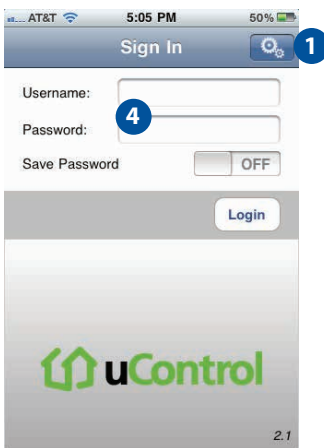 AT&T 5:05 PM 50%
Sign In
1
Username:
4
Password:
Save Password OFF
Login
uControl
2.1